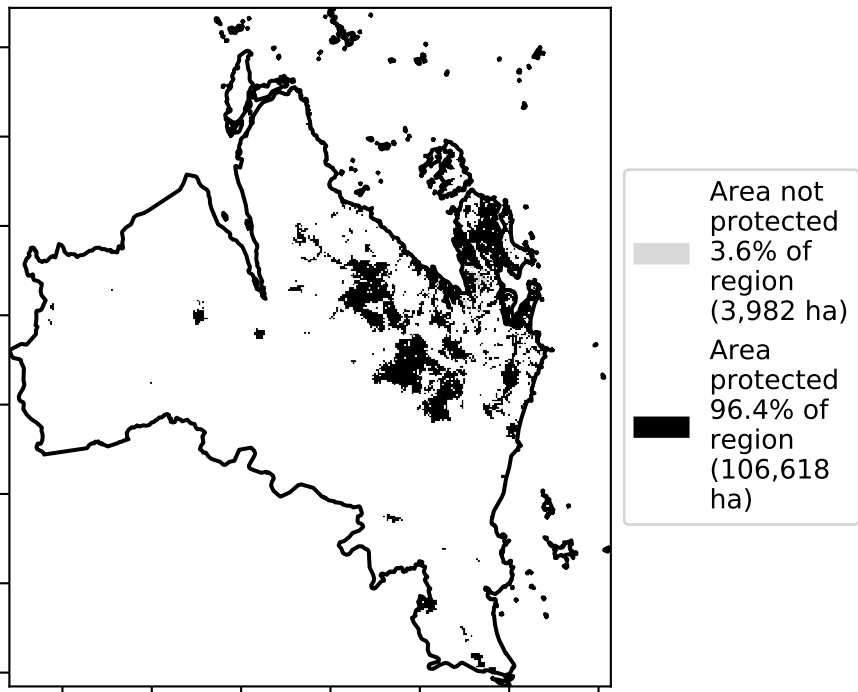 Area not
protected
3.6% of
region
(3,982 ha)
Area
protected
96.4% of
region
(106,618
ha)